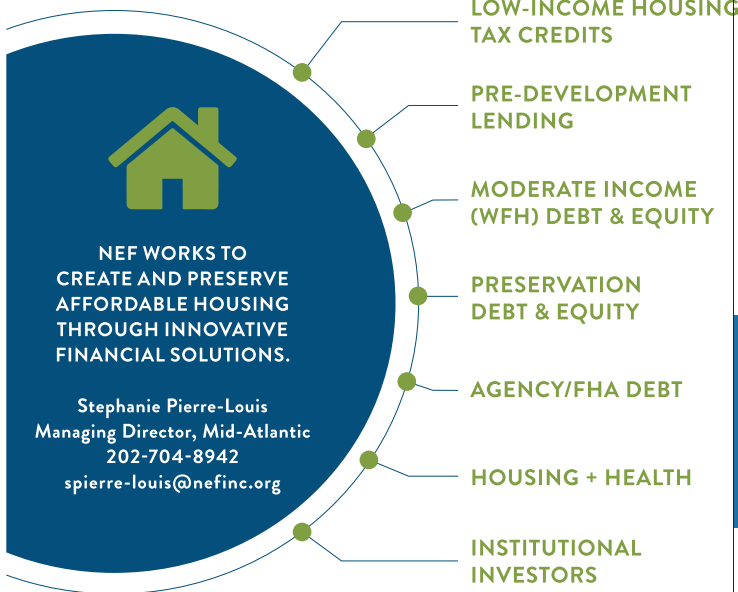 LOW-INCOME HOUSING
TAX CREDITS
PRE-DEVELOPMENT
LENDING
MODERATE INCOME
(WFH) DEBT & EQUITY
PRESERVATION
DEBT & EQUITY
AGENCY/FHA DEBT
HOUSING + HEALTH
INSTITUTIONAL
INVESTORS
NEF WORKS TO
CREATE AND PRESERVE
AFFORDABLE HOUSING
THROUGH INNOVATIVE
FINANCIAL SOLUTIONS.
Stephanie Pierre-Louis
Managing Director, Mid-Atlantic
202-704-8942
spierre-louis@nefinc.org